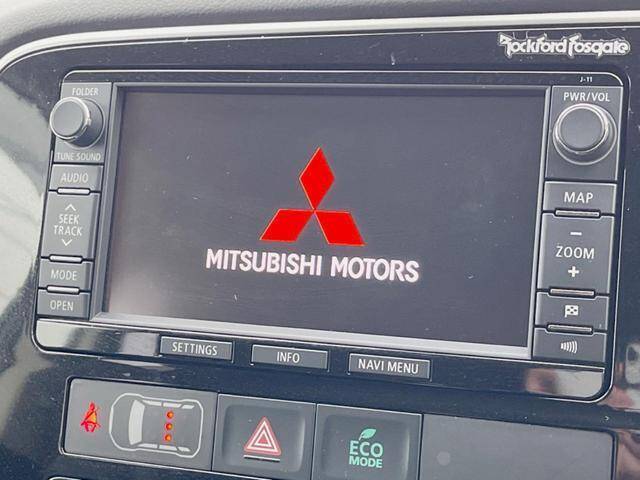 Rockford Fosgate
J-11
FOLDER
TUNE SOUND
AUDIO
SEEK
TRACK
MODE
OPEN
MITSUBISHI MOTORS
PWR/VOL
MAP
ZOOM
SETTINGS
INFO
NAVI MENU
ECO
MODE